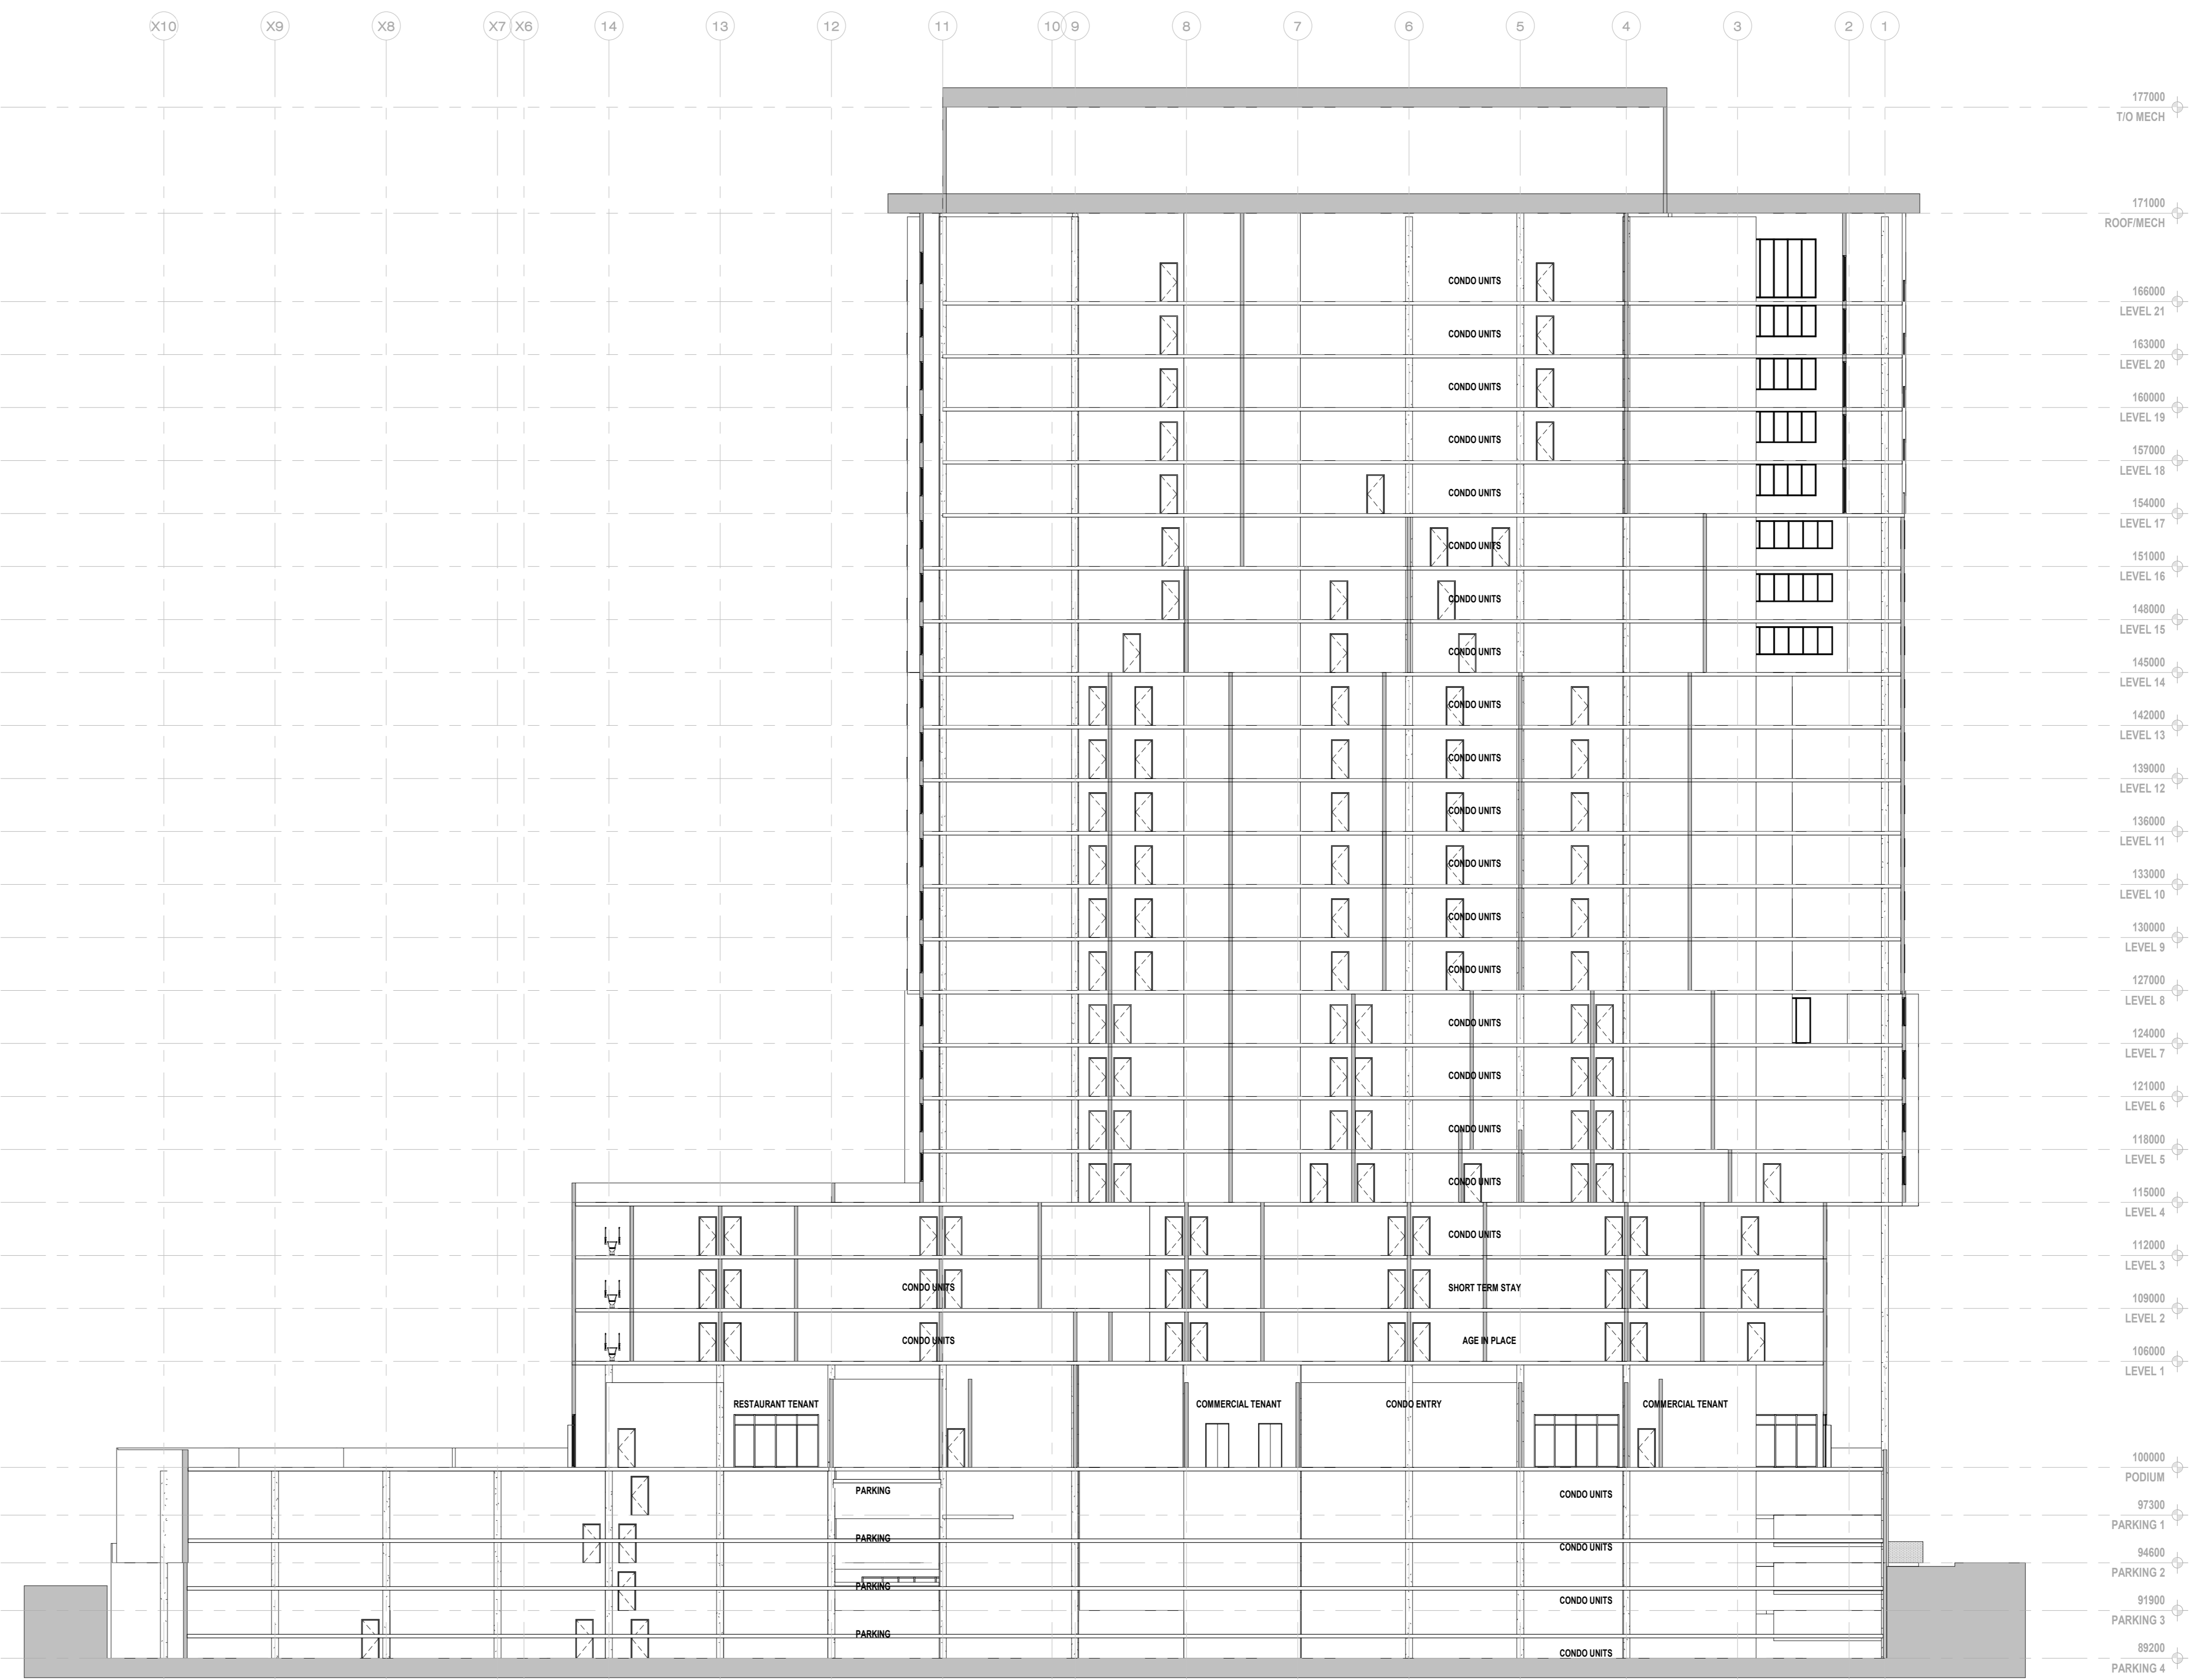 X10 X9 X8 X7 X6 14 13 12 11 10 9 8 7 6 5 4 3 2 1
177000
T/O MECH
171000
ROOF/MECH
CONDO UNITS
166000
LEVEL 21
CONDO UNITS
163000
LEVEL 20
CONDO UNITS
160000
LEVEL 19
CONDO UNITS
157000
LEVEL 18
CONDO UNITS
154000
LEVEL 17
CONDO UNITS
151000
LEVEL 16
CONDO UNITS
148000
LEVEL 15
CONDO UNITS
145000
LEVEL 14
CONDO UNITS
142000
LEVEL 13
CONDO UNITS
139000
LEVEL 12
CONDO UNITS
136000
LEVEL 11
CONDO UNITS
133000
LEVEL 10
CONDO UNITS
130000
LEVEL 9
CONDO UNITS
127000
LEVEL 8
CONDO UNITS
124000
LEVEL 7
CONDO UNITS
121000
LEVEL 6
CONDO UNITS
118000
LEVEL 5
CONDO UNITS
115000
LEVEL 4
CONDO UNITS
112000
LEVEL 3
CONDO UNITS SHORT TERM STAY
109000
LEVEL 2
CONDO UNITS AGE IN PLACE
106000
LEVEL 1
RESTAURANT TENANT COMMERCIAL TENANT CONDO ENTRY COMMERCIAL TENANT
100000
PODIUM
PARKING CONDO UNITS
97300
PARKING 1
PARKING CONDO UNITS
94600
PARKING 2
PARKING CONDO UNITS
91900
PARKING 3
PARKING CONDO UNITS
89200
PARKING 4